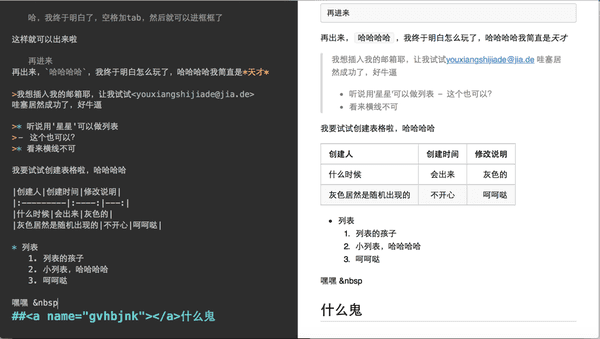 哈，我终于明白了，空格加tab，然后就可以进框框了
这样就可以出来啦
再进来
再出来，`哈哈哈哈`，我终于明白怎么玩了，哈哈哈哈我简直是*天才*
>我想插入我的邮箱耶，让我试试<youxiangshijiade@jia.de>
哇塞居然成功了，好牛逼
>* 听说用'星星'可以做列表
>- 这个也可以?
>* 看来横线不可
我要试试创建表格啦，哈哈哈哈
|创建人|创建时间|修改说明|
|:---------|:----:|---:|
|什么时候|会出来|灰色的|
|灰色居然是随机出现的|不开心|呵呵哒|
* 列表
1. 列表的孩子
2. 小列表，哈哈哈哈
3. 呵呵哒
嘿嘿 &nbsp
##<a name="gvhbjnk"></a>什么鬼
再进来
再出来，哈哈哈哈，我终于明白怎么玩了，哈哈哈哈我简直是天才
我想插入我的邮箱耶，让我试试youxiangshijiade@jia.de 哇塞居
然成功了，好牛逼
• 听说用'星星'可以做列表 - 这个也可以?
• 看来横线不可
我要试试创建表格啦，哈哈哈哈
创建人 创建时间 修改说明
什么时候 会出来 灰色的
灰色居然是随机出现的 不开心 呵呵哒
• 列表
1. 列表的孩子
2. 小列表，哈哈哈哈
3. 呵呵哒
嘿嘿 &nbsp
什么鬼